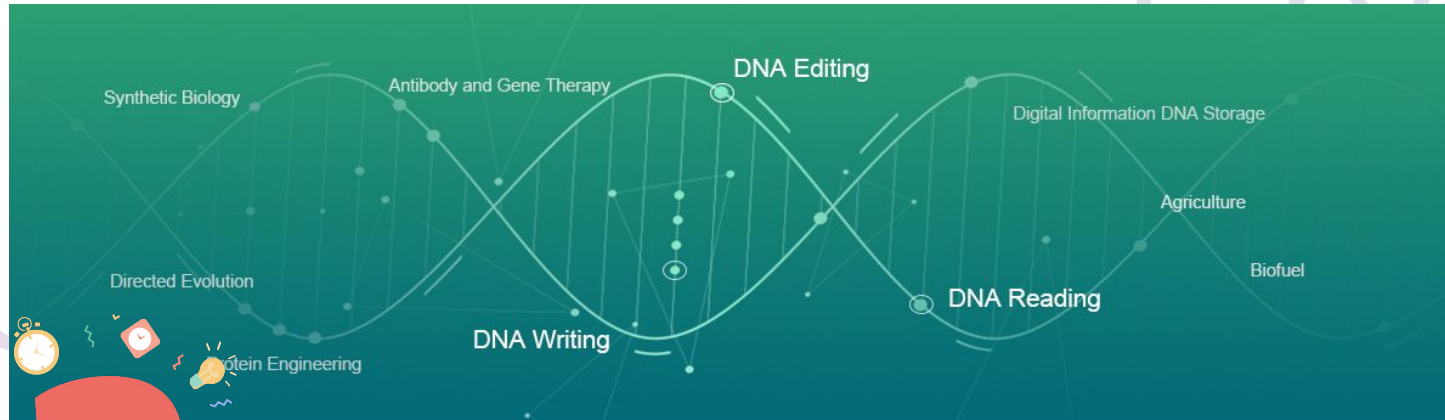 DNA Editing
Antibody and Gene Therapy
Synthetic Biology
Digital Information DNA Storage
Agriculture
Biofuel
Directed Evolution
DNA Reading
DNA Writing
Protein Engineering